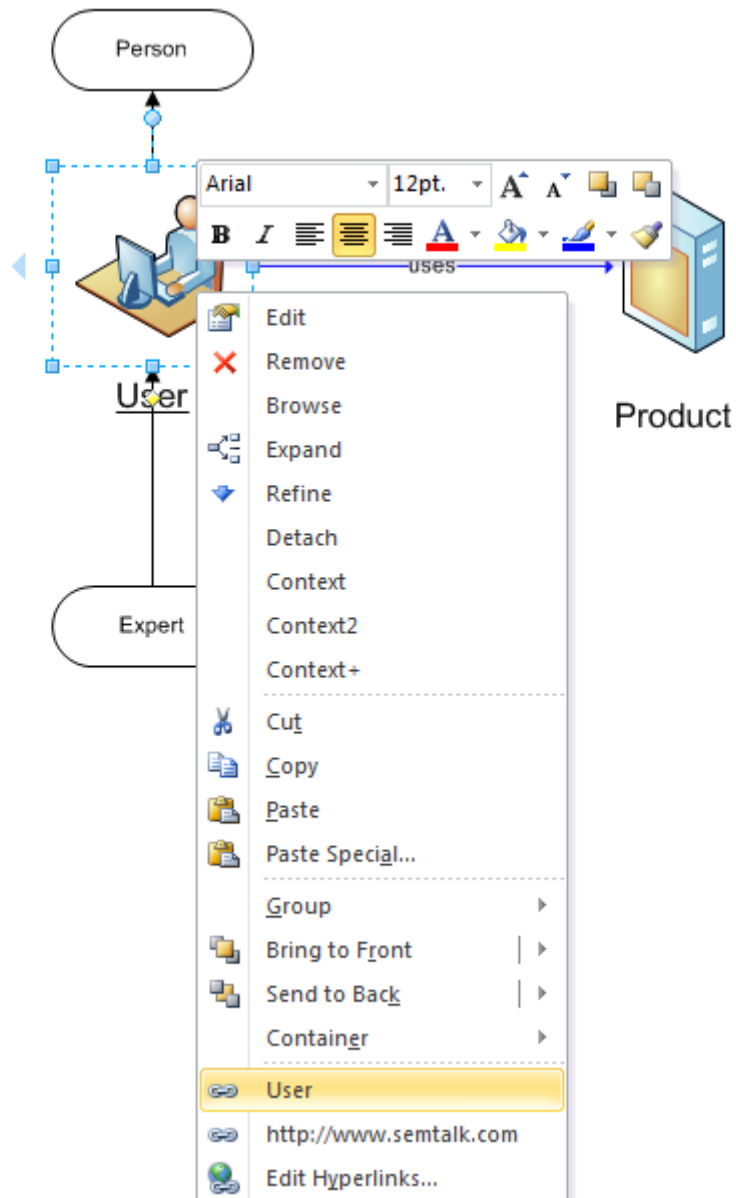 Person
Arial
12pt.
A A
B I A
uses
User
Product
Edit
Remove
Browse
Expand
Refine
Detach
Context
Context2
Context+
Expert
Cut
Copy
Paste
Paste Special...
Group
Bring to Front
Send to Back
Container
User
http://www.semtalk.com
Edit Hyperlinks...